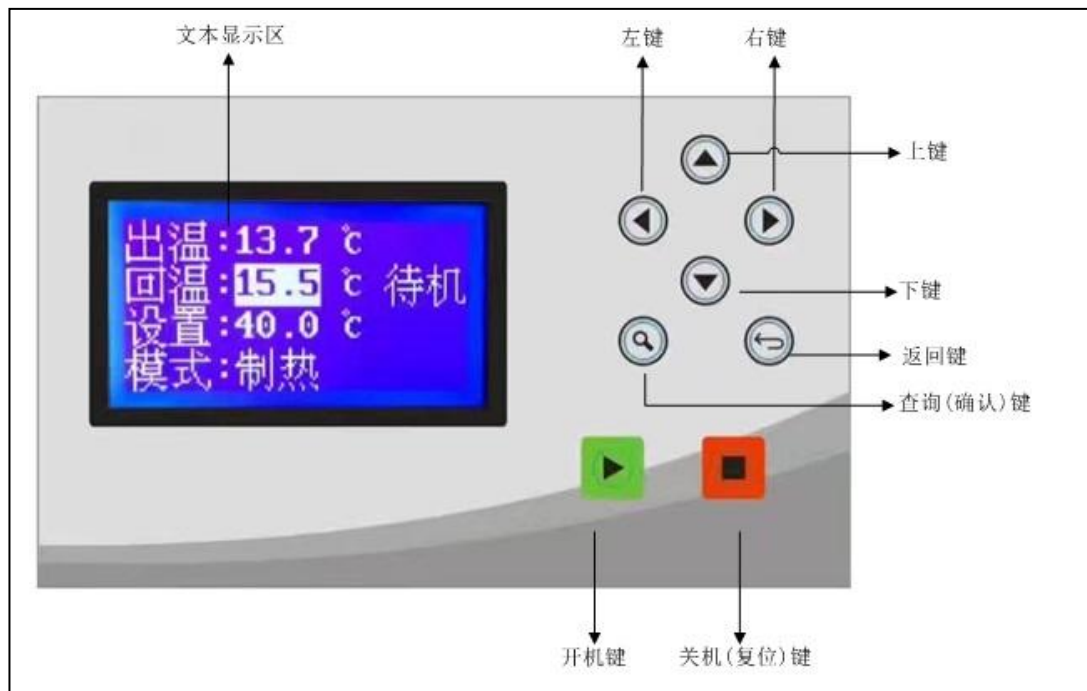 文本显示区
左键
右键
上键
出温:13.7 ℃
回温:15.5 ℃ 待机
设置:40.0 ℃
模式:制热
下键
返回键
查询(确认)键
开机键
关机(复位)键